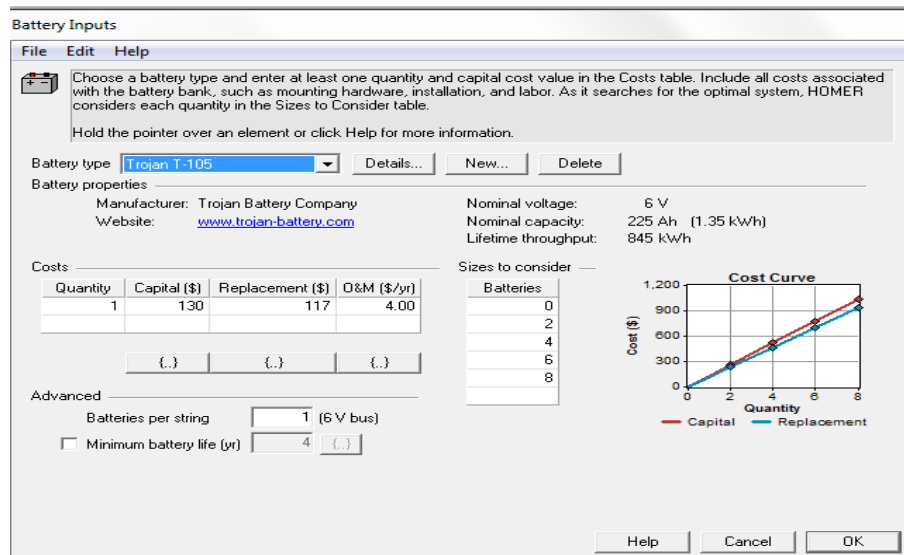 Battery Inputs
File Edit Help
Choose a battery type and enter at least one quantity and capital cost value in the Costs table. Include all costs associated
with the battery bank, such as mounting hardware, installation, and labor. As it searches for the optimal system, HOMER
considers each quantity in the Sizes to Consider table.
Hold the pointer over an element or click Help for more information.
Battery type Trojan T-105 Details... New... Delete
Battery properties
Manufacturer: Trojan Battery Company
Website: www.trojan-battery.com
Nominal voltage: 6 V
Nominal capacity: 225 Ah (1.35 kWh)
Lifetime throughput: 845 kWh
Costs
Quantity Capital ($) Replacement ($) O&M ($/yr)
1 130 117 4.00
{..} {..} {..}
Sizes to consider
Batteries
0
2
4
6
8
Cost Curve
Cost ($)
1,200
900
600
300
0
0 2 4 6 8
Quantity
Capital Replacement
Advanced
Batteries per string 1 (6 V bus)
Minimum battery life (yr) 4 {..}
Help Cancel OK